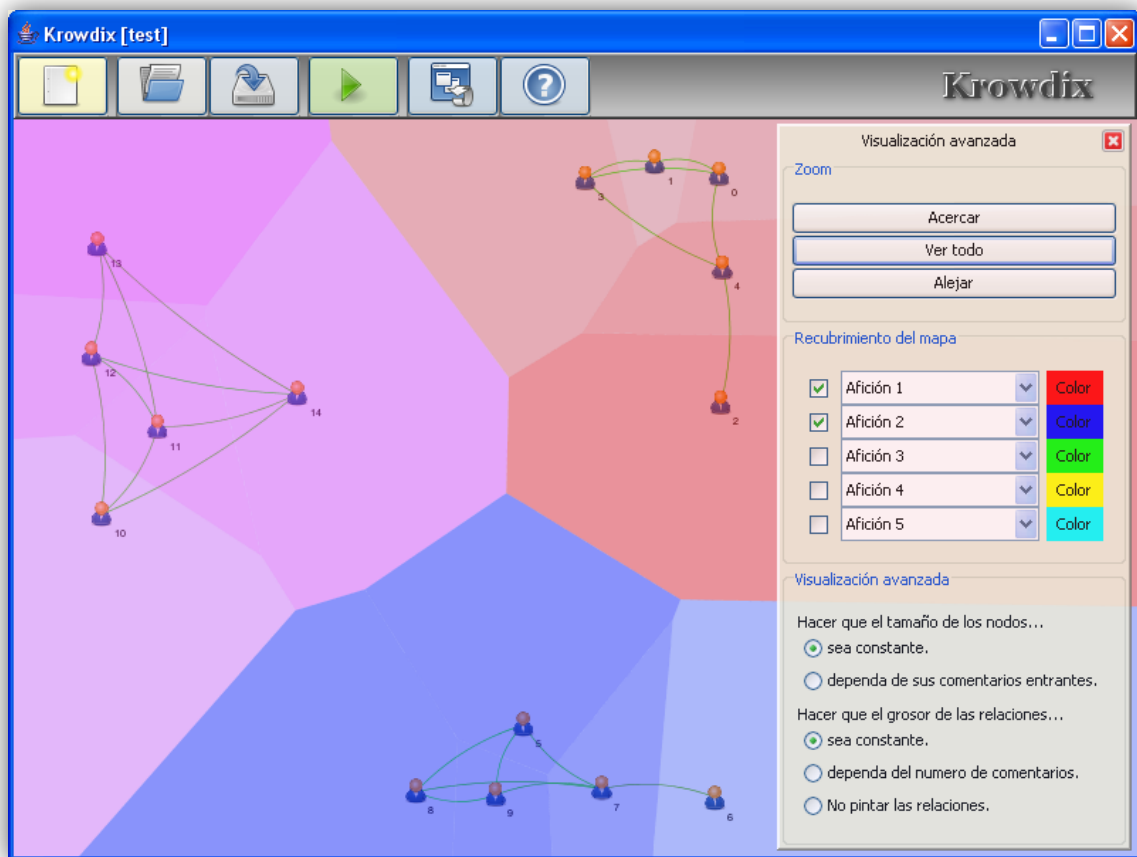 Krowdix [test]
Krowdix
Visualización avanzada
Zoom
Acercar
Ver todo
Alejar
Recubrimiento del mapa
Afición 1 Color
Afición 2 Color
Afición 3 Color
Afición 4 Color
Afición 5 Color
Visualización avanzada
Hacer que el tamaño de los nodos...
sea constante.
dependa de sus comentarios entrantes.
Hacer que el grosor de las relaciones...
sea constante.
dependa del numero de comentarios.
No pintar las relaciones.
1
3
0
4
2
13
12
14
11
10
5
8
9
7
6